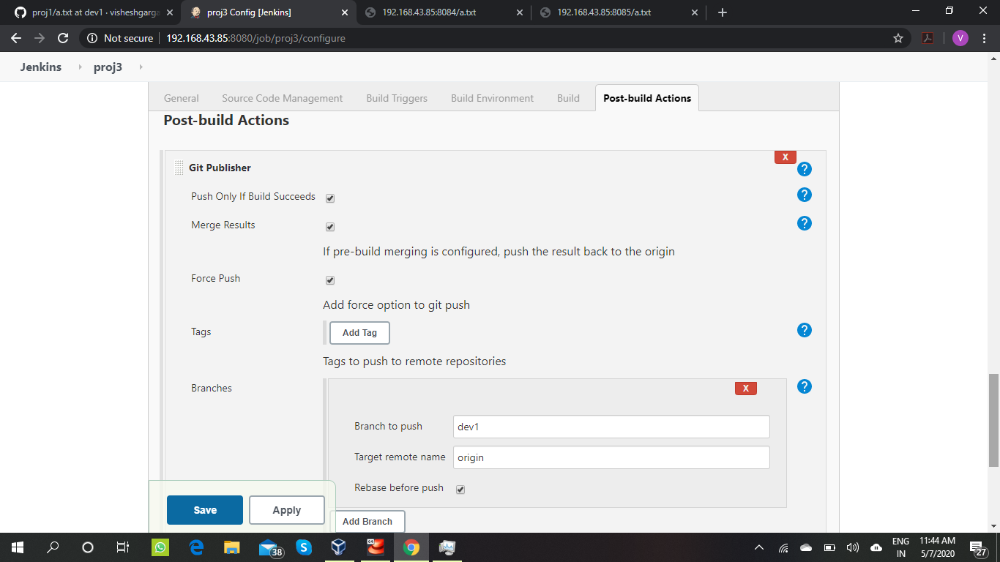 proj1/a.txt at dev1 · visheshgarga
proj3 Config [Jenkins]
192.168.43.85:8084/a.txt
192.168.43.85:8085/a.txt
Not secure
192.168.43.85:8080/job/proj3/configure
V
Jenkins
proj3
General
Source Code Management
Build Triggers
Build Environment
Build
Post-build Actions
Post-build Actions
X
Git Publisher
?
Push Only If Build Succeeds
?
Merge Results
?
If pre-build merging is configured, push the result back to the origin
Force Push
Add force option to git push
Tags
Add Tag
?
Tags to push to remote repositories
Branches
X
?
Branch to push
dev1
Target remote name
origin
Rebase before push
Save
Apply
Add Branch
38
64
ENG
IN
11:44 AM
5/7/2020
27